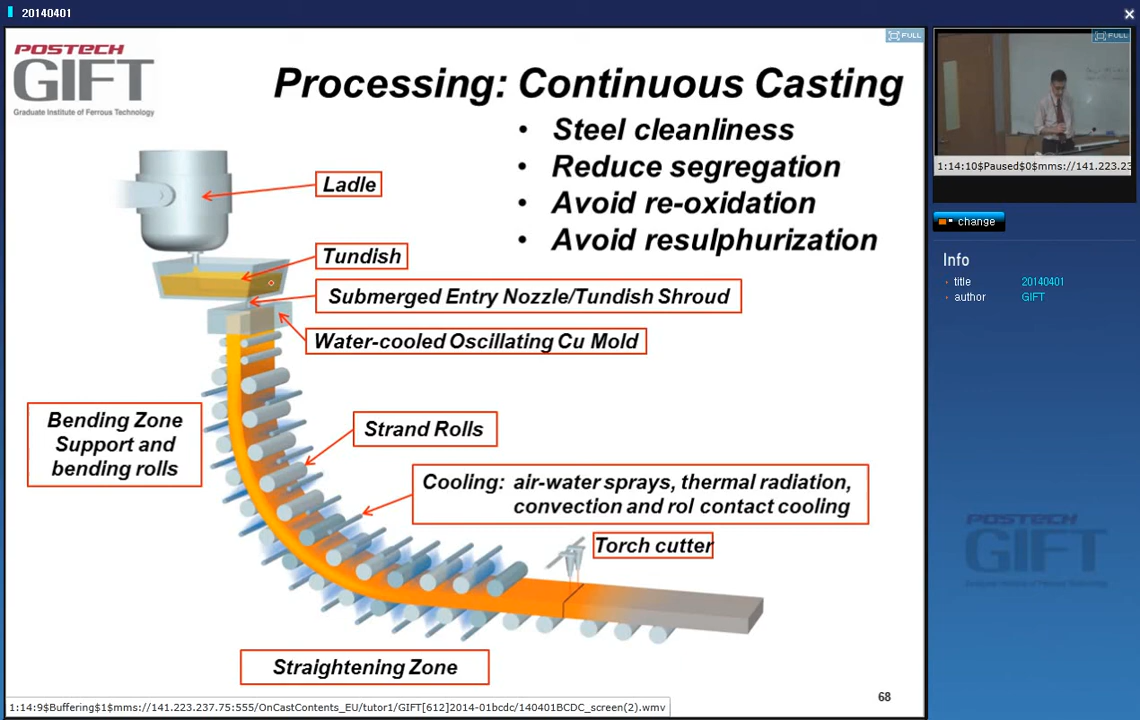 20140401
POSTECH
GIFT
Graduate Institute of Ferrous Technology
FULL
Processing: Continuous Casting
• Steel cleanliness
• Reduce segregation
• Avoid re-oxidation
• Avoid resulphurization
Ladle
Tundish
Submerged Entry Nozzle/Tundish Shroud
Water-cooled Oscillating Cu Mold
Bending Zone
Support and
bending rolls
Strand Rolls
Cooling: air-water sprays, thermal radiation,
convection and rol contact cooling
Torch cutter
Straightening Zone
68
1:14:9$Buffering$1$mms://141.223.237.75:555/OnCastContents_EU/tutor1/GIFT[612]2014-01bcdc/140401BCDC_screen(2).wmv
FULL
1:14:10$Paused$0$mms://141.223.23
change
Info
title 20140401
author GIFT
POSTECH
GIFT
Graduate Institute of Ferrous Technology